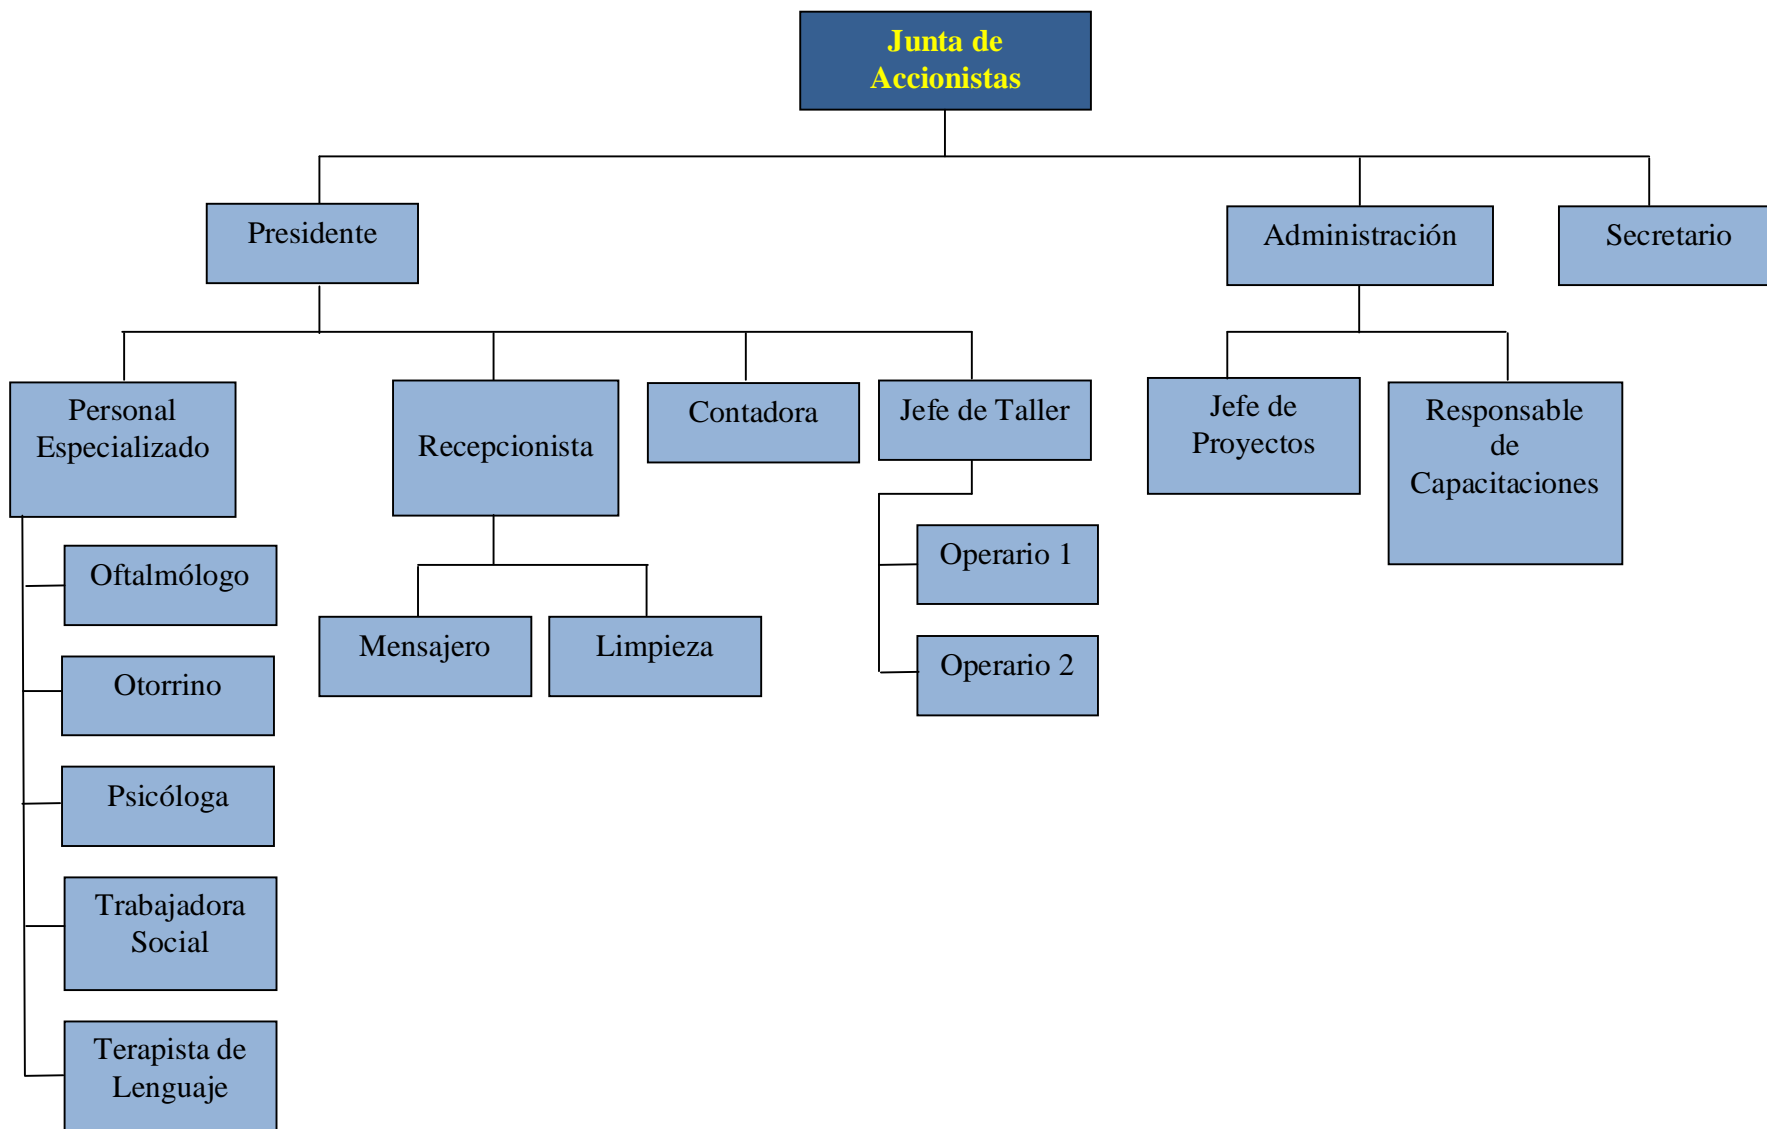 Junta de
Accionistas
Presidente
Administración
Secretario
Personal
Especializado
Recepcionista
Contadora
Jefe de Taller
Jefe de
Proyectos
Responsable
de
Capacitaciones
Oftalmólogo
Otorrino
Psicóloga
Trabajadora
Social
Terapista de
Lenguaje
Mensajero
Limpieza
Operario 1
Operario 2